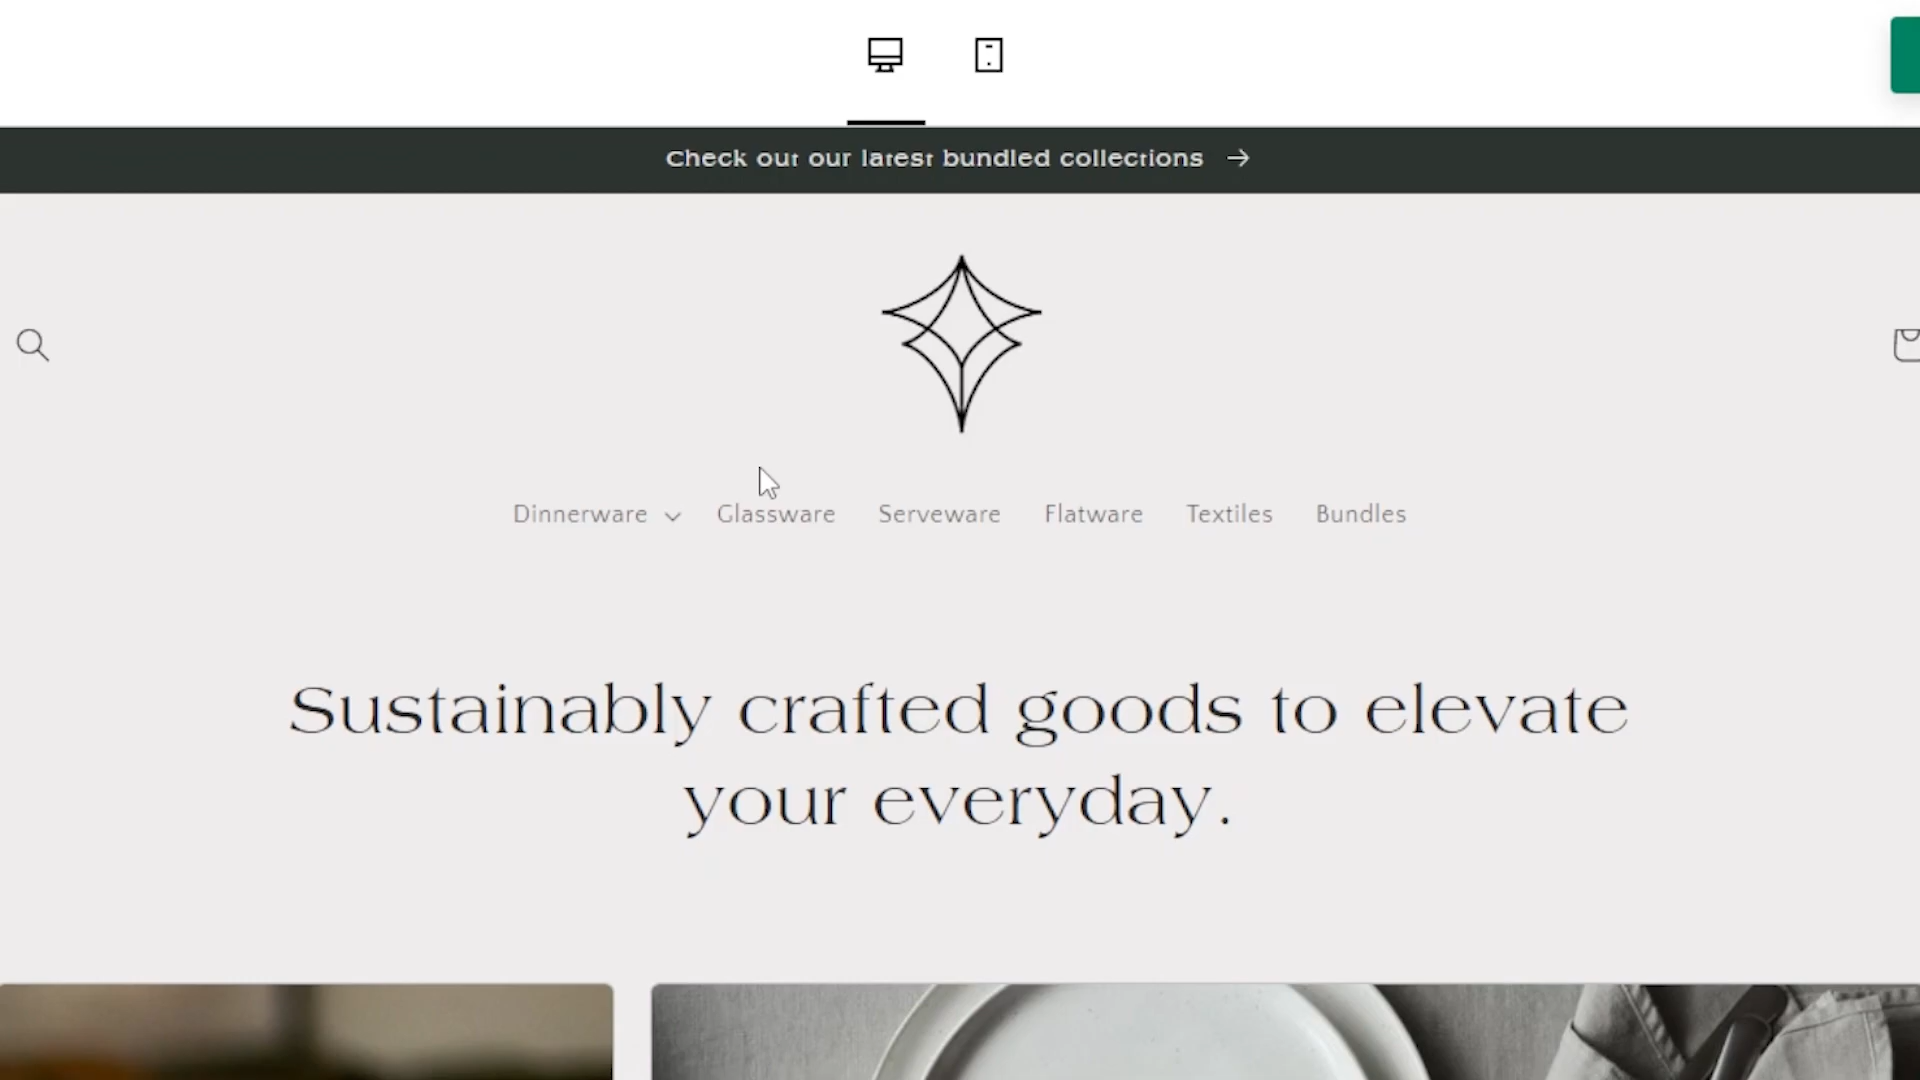 Check out our latest bundled collections
Dinnerware Glassware Serveware Flatware Textiles Bundles
Sustainably crafted goods to elevate
your everyday.